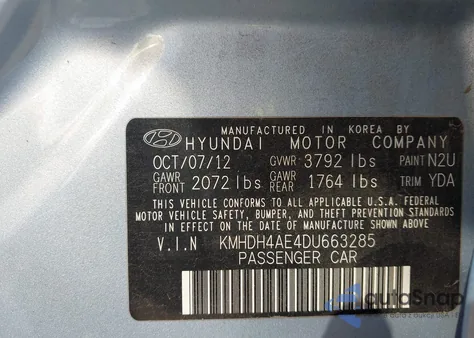 MANUFACTURED IN KOREA BY
HYUNDAI MOTOR COMPANY
OCT/07/12 GVWR 3792 lbs PAINT N2U
GAWR FRONT 2072 lbs GAWR REAR 1764 lbs TRIM YDA
THIS VEHICLE CONFORMS TO ALL APPLICABLE U.S.A. FEDERAL
MOTOR VEHICLE SAFETY, BUMPER, AND THEFT PREVENTION STANDARDS
IN EFFECT ON THE DATE OF MANUFACTURE SHOWN ABOVE
V.I.N KMHDH4AE4DU663285
PASSENGER CAR
autoSnap